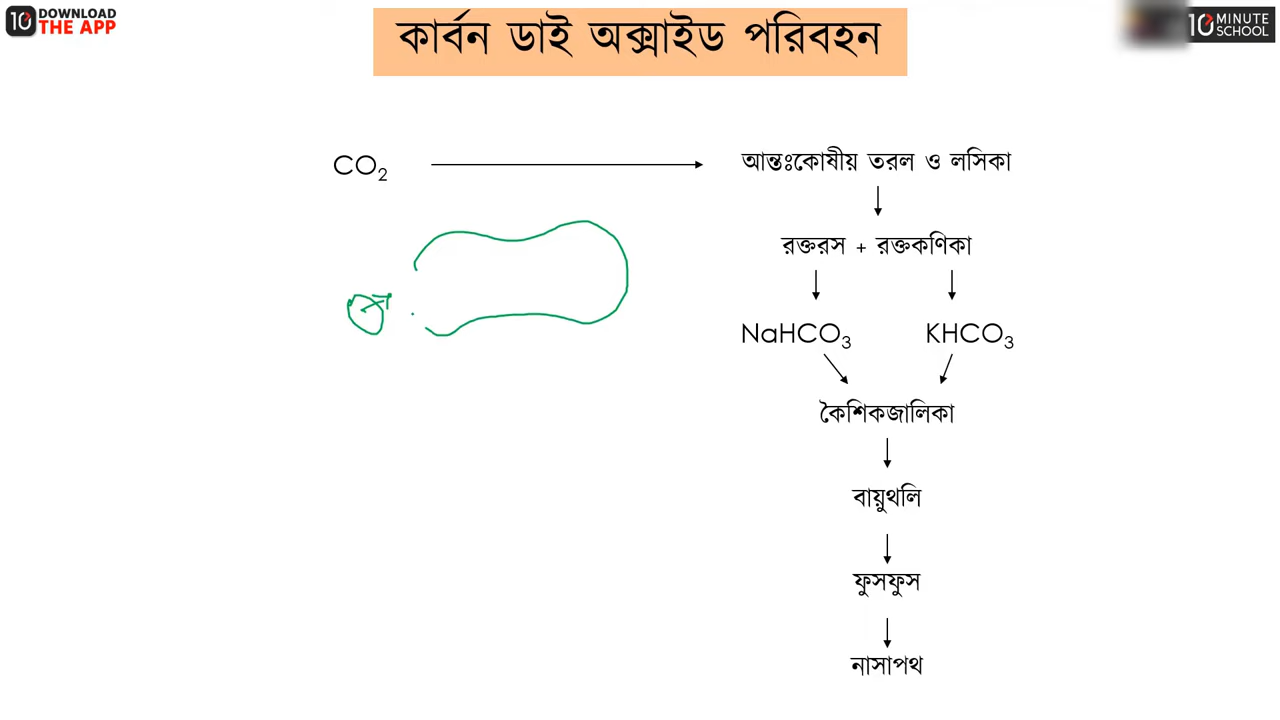 10 DOWNLOAD
THE APP
10 MINUTE
SCHOOL
কার্বন ডাই অক্সাইড পরিবহন
CO₂
আন্তঃকোষীয় তরল ও লসিকা
রক্তরস + রক্তকণিকা
NaHCO₃ KHCO₃
কৈশিকজালিকা
বায়ুথলি
ফুসফুস
নাসাপথ